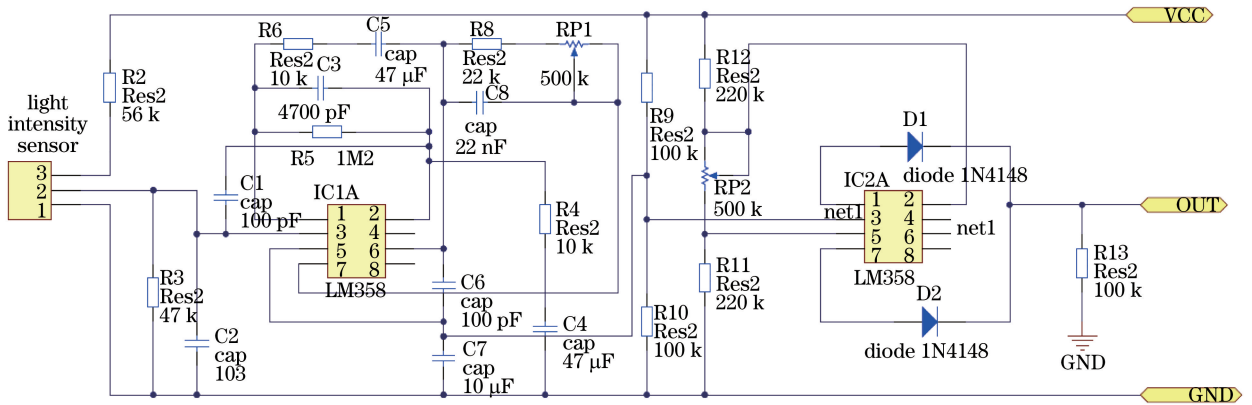 VCC
R6
Res2
10 k
C5
cap
47 μF
R8
Res2
22 k
RP1
500 k
R12
Res2
220 k
R2
Res2
56 k
C3
4700 pF
C8
cap
22 nF
R9
Res2
100 k
light
intensity
sensor
3
2
1
R5 1M2
D1
diode 1N4148
C1
cap
100 pF
IC1A
1 2
3 4
5 6
7 8
LM358
R4
Res2
10 k
RP2
500 k
IC2A
net1
1 2
3 4
5 6
7 8
net1
LM358
OUT
R3
Res2
47 k
C6
cap
100 pF
R11
Res2
220 k
R13
Res2
100 k
D2
diode 1N4148
C2
cap
103
C7
cap
10 μF
C4
cap
47 μF
R10
Res2
100 k
GND
GND